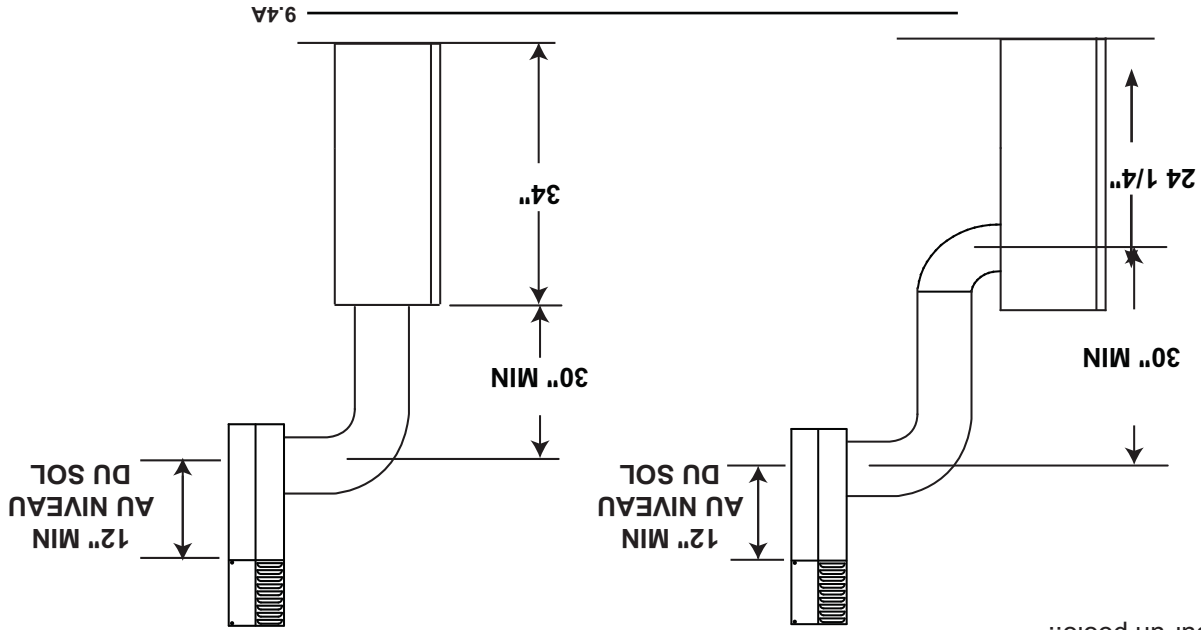 12" MIN
AU NIVEAU
DU SOL
12" MIN
AU NIVEAU
DU SOL
30" MIN
30" MIN
24 1/4"
34"
9.4A